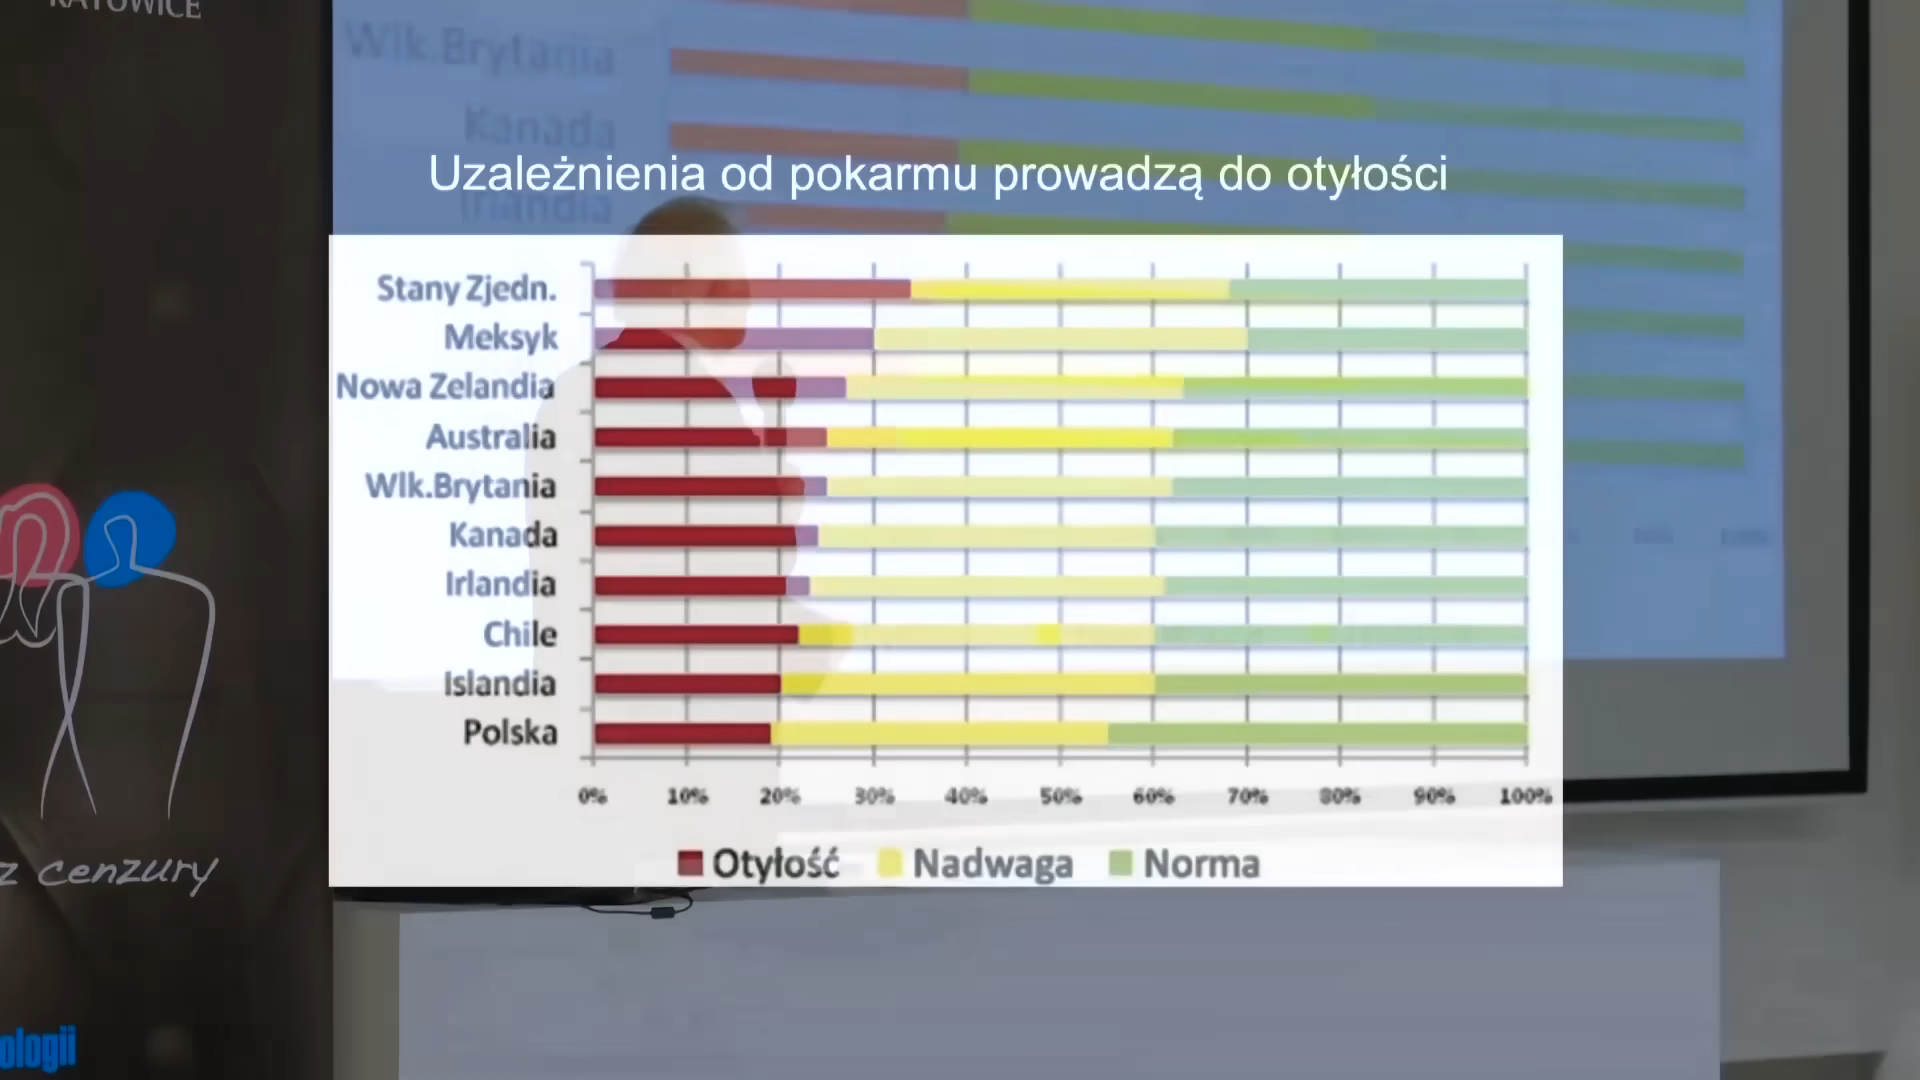 KATOWICE
Wlk.Brytania
Kanada
Irlandia
Uzależnienia od pokarmu prowadzą do otyłości
Stany Zjedn.
Meksyk
Nowa Zelandia
Australia
Wlk.Brytania
Kanada
Irlandia
Chile
Islandia
Polska
0% 10% 20% 30% 40% 50% 60% 70% 80% 90% 100%
Otyłość Nadwaga Norma
z cenzury
ologii